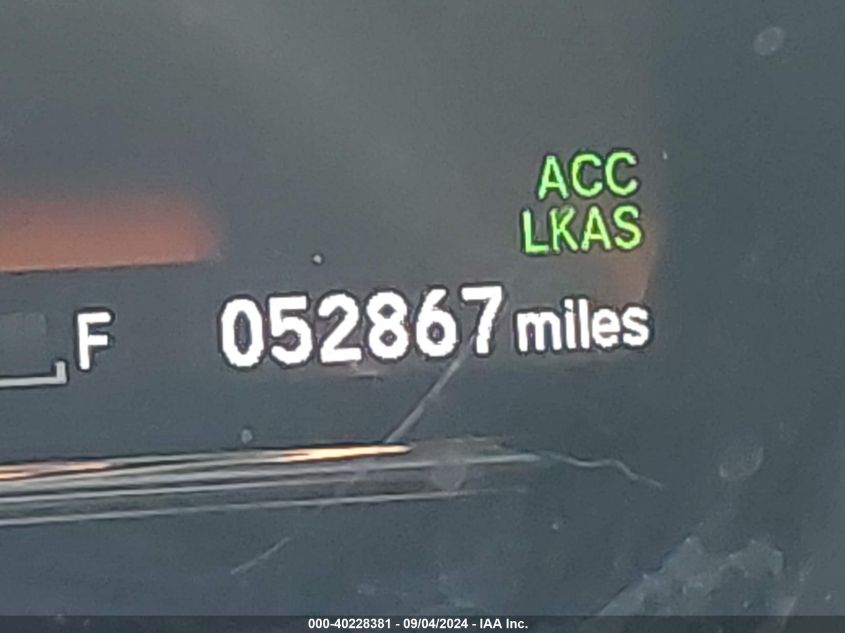 ACC
LKAS
F 052867 miles
000-40228381 - 09/04/2024 - IAA Inc.